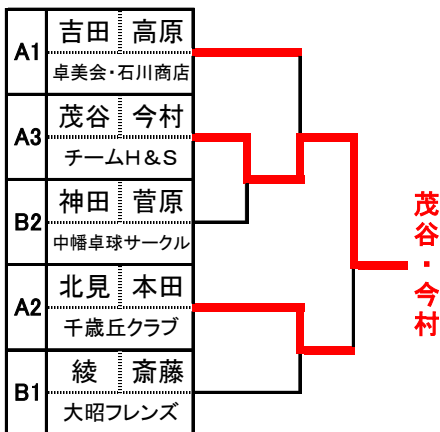 A1 吉田 高原
卓美会・石川商店
A3 茂谷 今村
チームH&S
B2 神田 菅原
中幡卓球サークル
A2 北見 本田
千歳丘クラブ
B1 綾 斎藤
大昭フレンズ
茂谷・今村